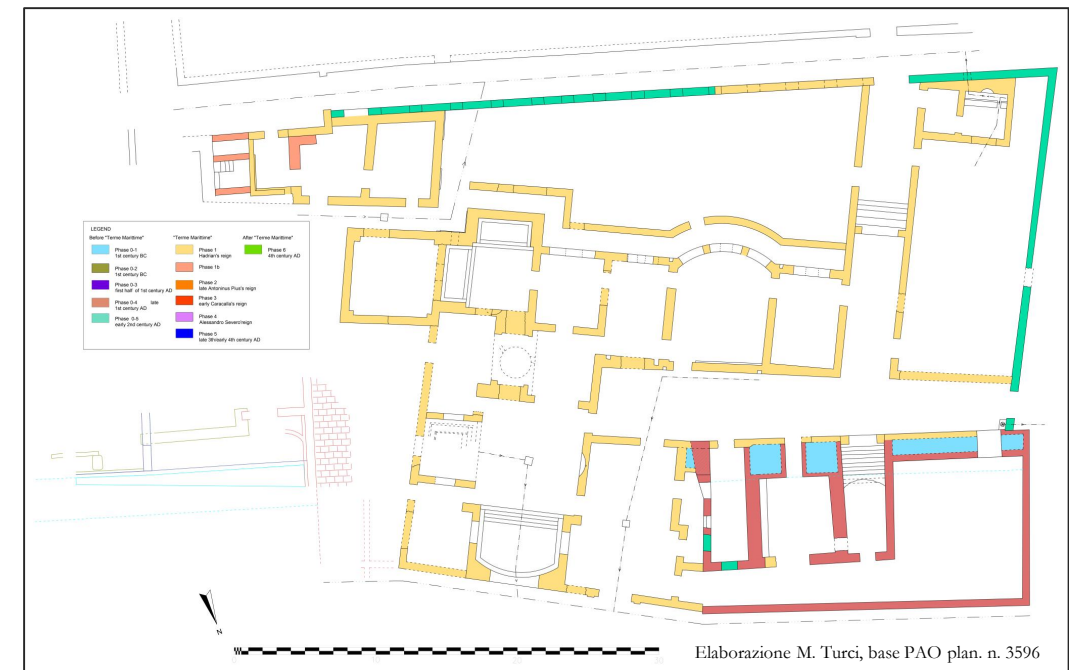 LEGEND
Before "Terme Marittime"
Phase 0-1
1st century BC
Phase 0-2
1st century BC
Phase 0-3
first half of 1st century AD
Phase 0-4 late
1st century AD
Phase 0-5
early 2nd century AD
"Terme Marittime"
Phase 1
Hadrian's reign
Phase 1b
Phase 2
late Antoninus Pius's reign
Phase 3
early Caracalla's reign
Phase 4
Alessandro Severo'reign
Phase 5
late 3th/early 4th century AD
After "Terme Marittime"
Phase 6
4th century AD
N
0 10 20 30
Elaborazione M. Turci, base PAO plan. n. 3596